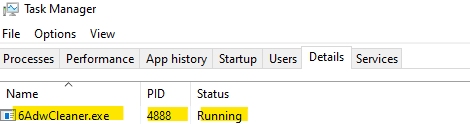 Task Manager
File Options View
Processes Performance App history Startup Users Details Services
Name PID Status
6AdwCleaner.exe 4888 Running